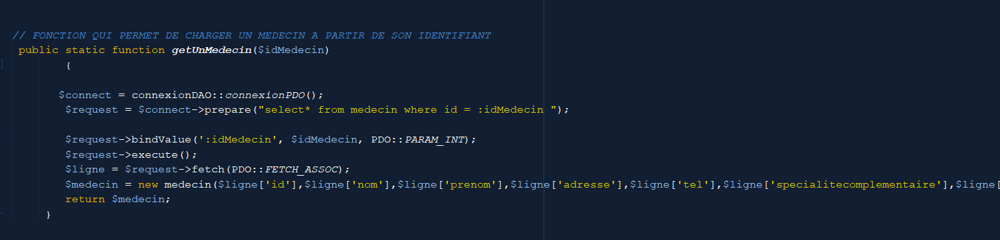 // FONCTION QUI PERMET DE CHARGER UN MEDECIN A PARTIR DE SON IDENTIFIANT
public static function getUnMedecin($idMedecin)
{
$connect = connexionDAO::connexionPDO();
$request = $connect->prepare("select* from medecin where id = :idMedecin ");
$request->bindValue(':idMedecin', $idMedecin, PDO::PARAM_INT);
$request->execute();
$ligne = $request->fetch(PDO::FETCH_ASSOC);
$medecin = new medecin($ligne['id'],$ligne['nom'],$ligne['prenom'],$ligne['adresse'],$ligne['tel'],$ligne['specialitecomplementaire'],$ligne[
return $medecin;
}